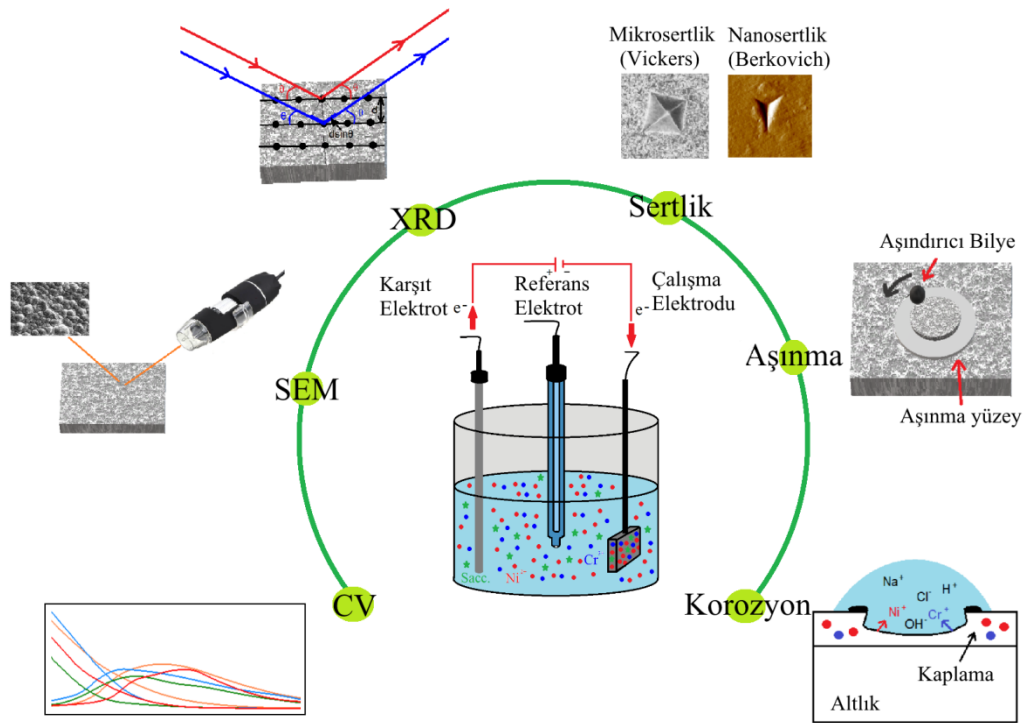 Mikrosertlik
(Vickers)
Nanosertlik
(Berkovich)
θ
θ
θ
θ
d
dsinθ
XRD
Sertlik
Aşındırıcı Bilye
Karşıt
Elektrot
e-
+ −
Referans
Elektrot
Çalışma
Elektrodu
e-
SEM
Aşınma
Aşınma yüzey
Sacc.
Ni
Cr
CV
Korozyon
Na+
Cl-
H+
Ni+
OH-
Cr+
Kaplama
Altlık